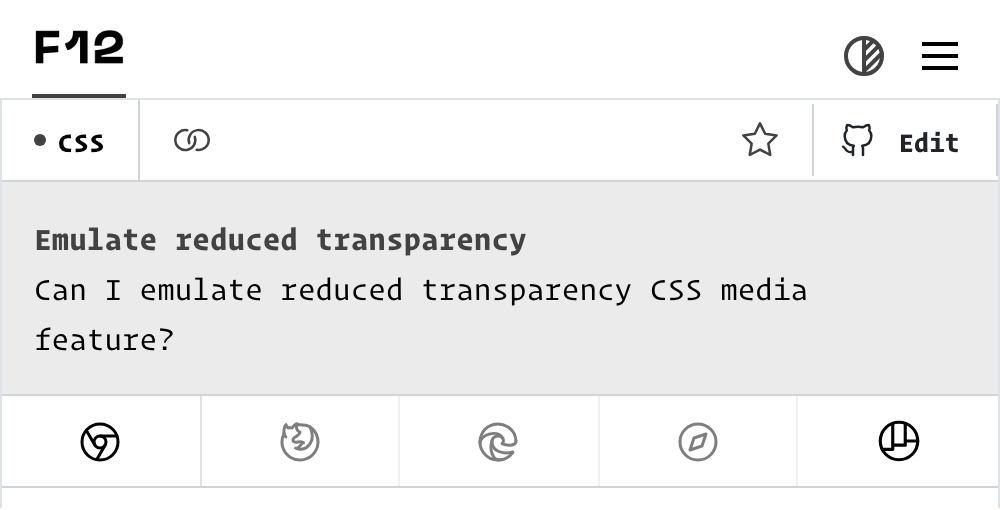 F12
css
Edit
Emulate reduced transparency
Can I emulate reduced transparency CSS media
feature?